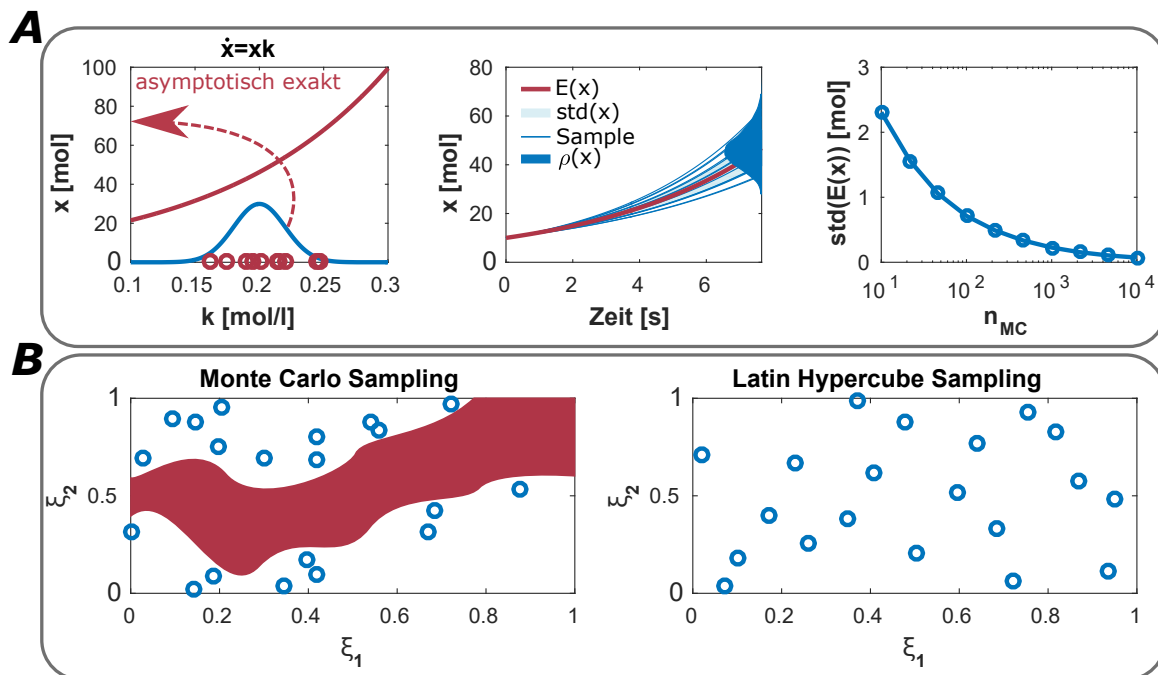 A
ẋ=xk
asymptotisch exakt
x [mol]
100
80
60
40
20
0
0.1
0.15
0.2
0.25
0.3
k [mol/l]
x [mol]
80
60
40
20
0
E(x)
std(x)
Sample
ρ(x)
0
2
4
6
Zeit [s]
std(E(x)) [mol]
3
2
1
0
10^1
10^2
10^3
10^4
n_MC
B
Monte Carlo Sampling
ξ_2
1
0.5
0
0
0.2
0.4
0.6
0.8
1
ξ_1
Latin Hypercube Sampling
ξ_2
1
0.5
0
0
0.2
0.4
0.6
0.8
1
ξ_1